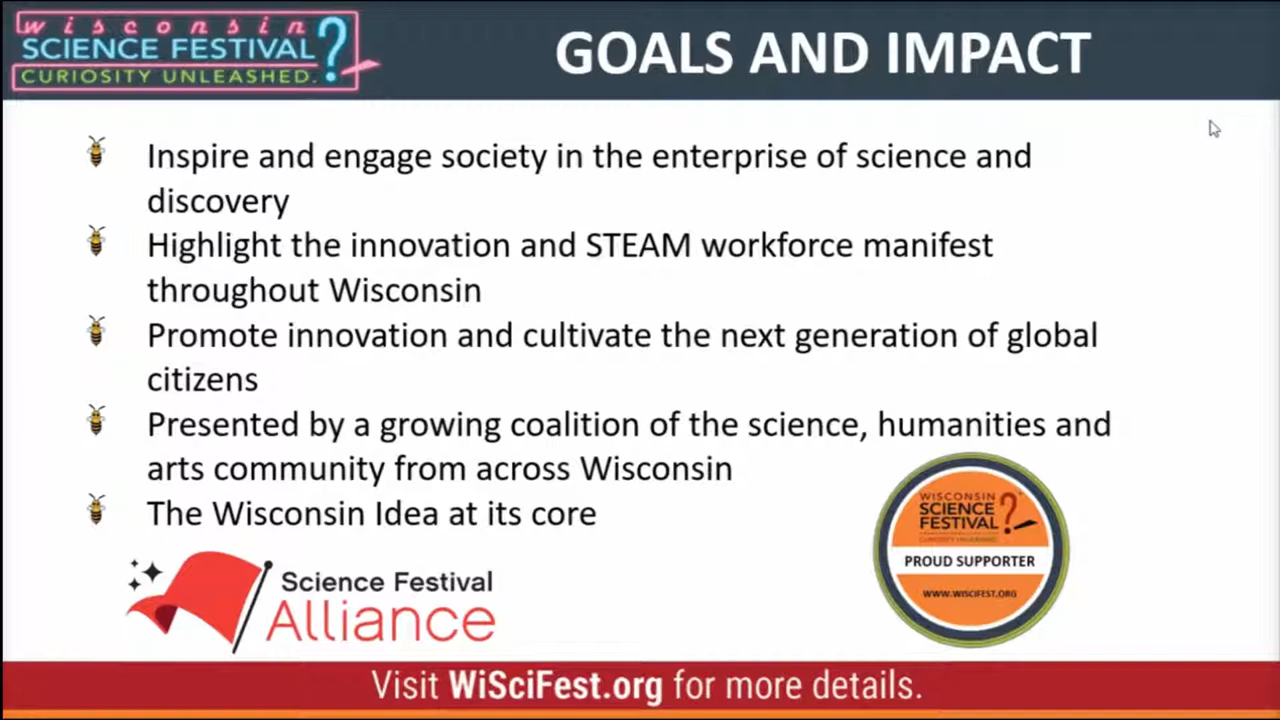 wisconsin
SCIENCE FESTIVAL
CURIOSITY UNLEASHED.
GOALS AND IMPACT
Inspire and engage society in the enterprise of science and
discovery
Highlight the innovation and STEAM workforce manifest
throughout Wisconsin
Promote innovation and cultivate the next generation of global
citizens
Presented by a growing coalition of the science, humanities and
arts community from across Wisconsin
The Wisconsin Idea at its core
Science Festival
Alliance
WISCONSIN
SCIENCE
FESTIVAL
CURIOSITY UNLEASHED.
PROUD SUPPORTER
WWW.WISCIFEST.ORG
Visit WiSciFest.org for more details.